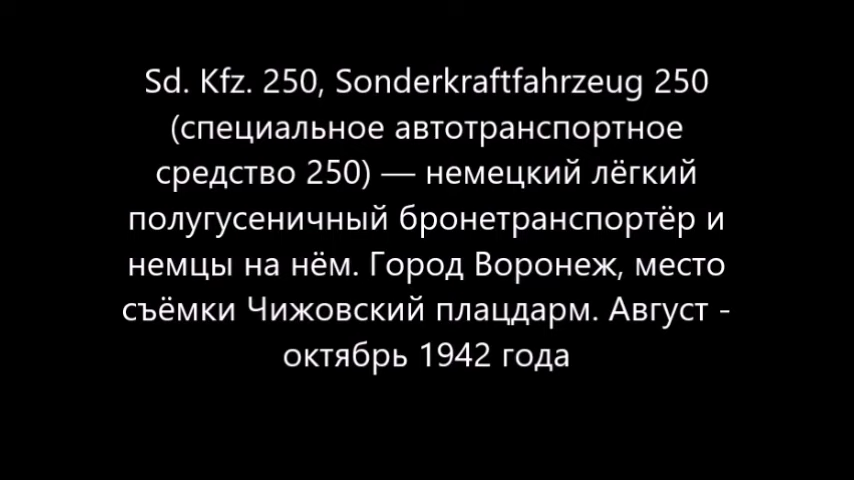 Sd. Kfz. 250, Sonderkraftfahrzeug 250
(специальное автотранспортное
средство 250) — немецкий лёгкий
полугусеничный бронетранспортёр и
немцы на нём. Город Воронеж, место
съёмки Чижовский плацдарм. Август -
октябрь 1942 года